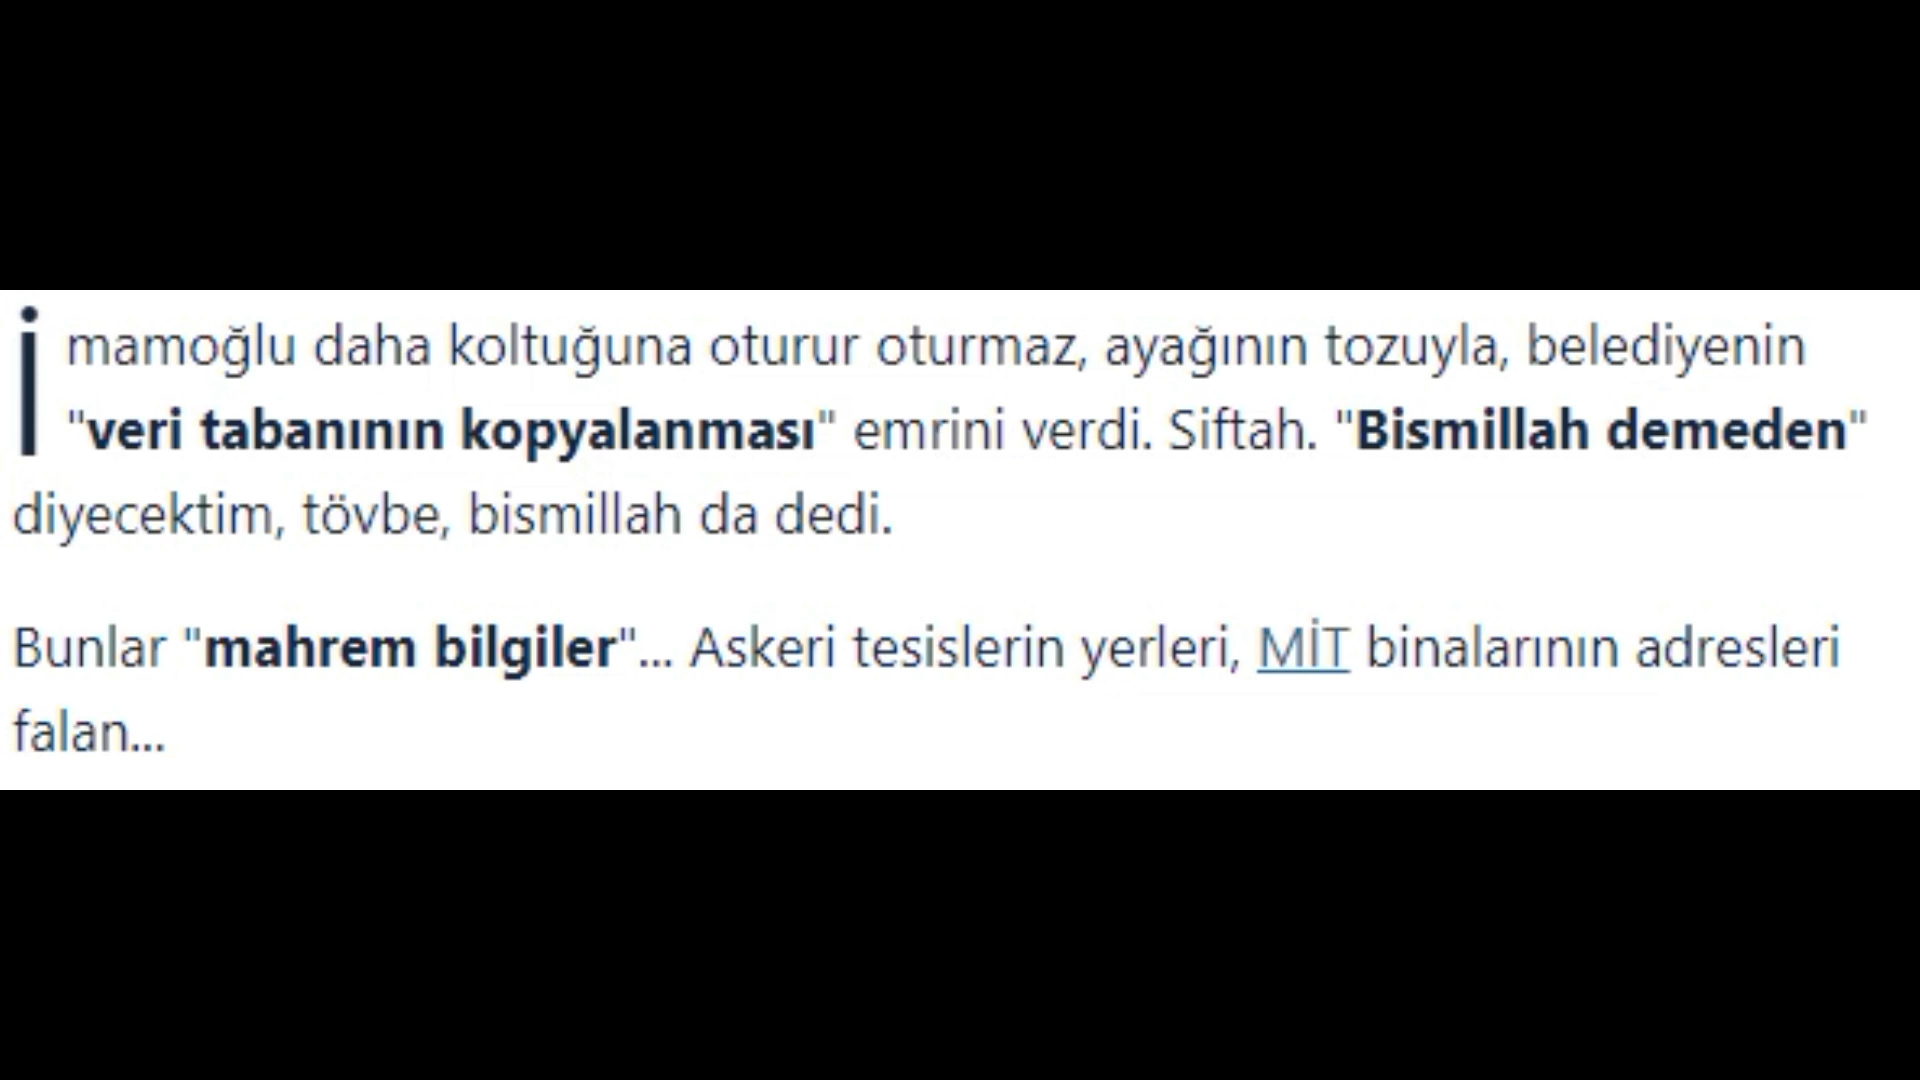 İmamoğlu daha koltuğuna oturur oturmaz, ayağının tozuyla, belediyenin
"veri tabanının kopyalanması" emrini verdi. Siftah. "Bismillah demeden"
diyecektim, tövbe, bismillah da dedi.
Bunlar "mahrem bilgiler"... Askeri tesislerin yerleri, MİT binalarının adresleri
falan...